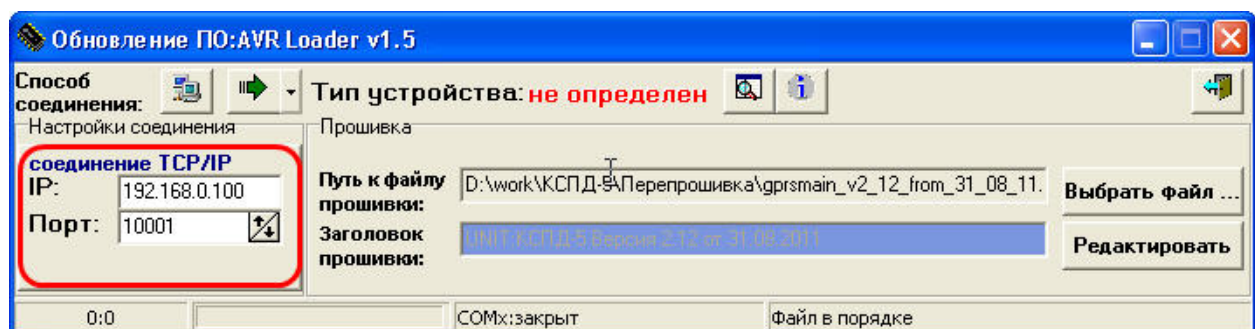 Обновление ПО:AVR Loader v1.5
Способ соединения:
Тип устройства: не определен
Настройки соединения
соединение TCP/IP
IP: 192.168.0.100
Порт: 10001
Прошивка
Путь к файлу прошивки: D:\work\КСПД-5\Перепрошивка\gprsmain_v2_12_from_31_08_11.
Выбрать файл ...
Заголовок прошивки: UNIT КСПД-5 Версия 2.12 от 31.08.2011
Редактировать
0:0
COMx:закрыт
Файл в порядке